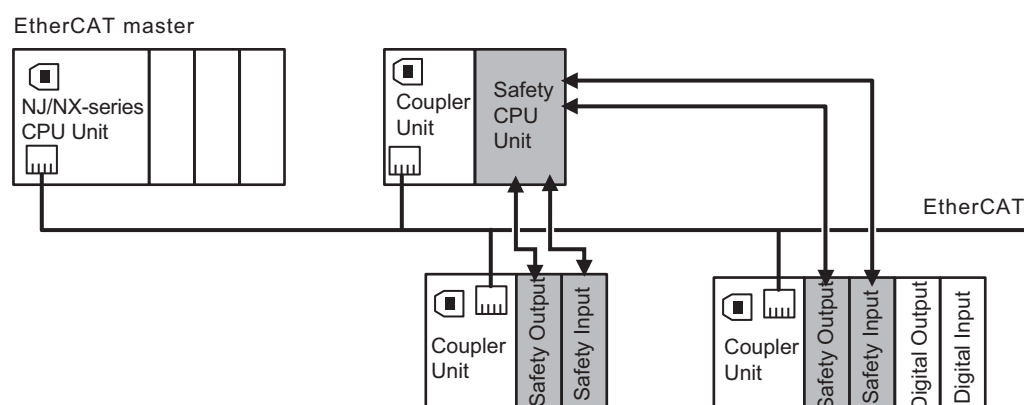 EtherCAT master
NJ/NX-series
CPU Unit
Coupler
Unit
Safety
CPU
Unit
EtherCAT
Coupler
Unit
Safety Output
Safety Input
Coupler
Unit
Safety Output
Safety Input
Digital Output
Digital Input